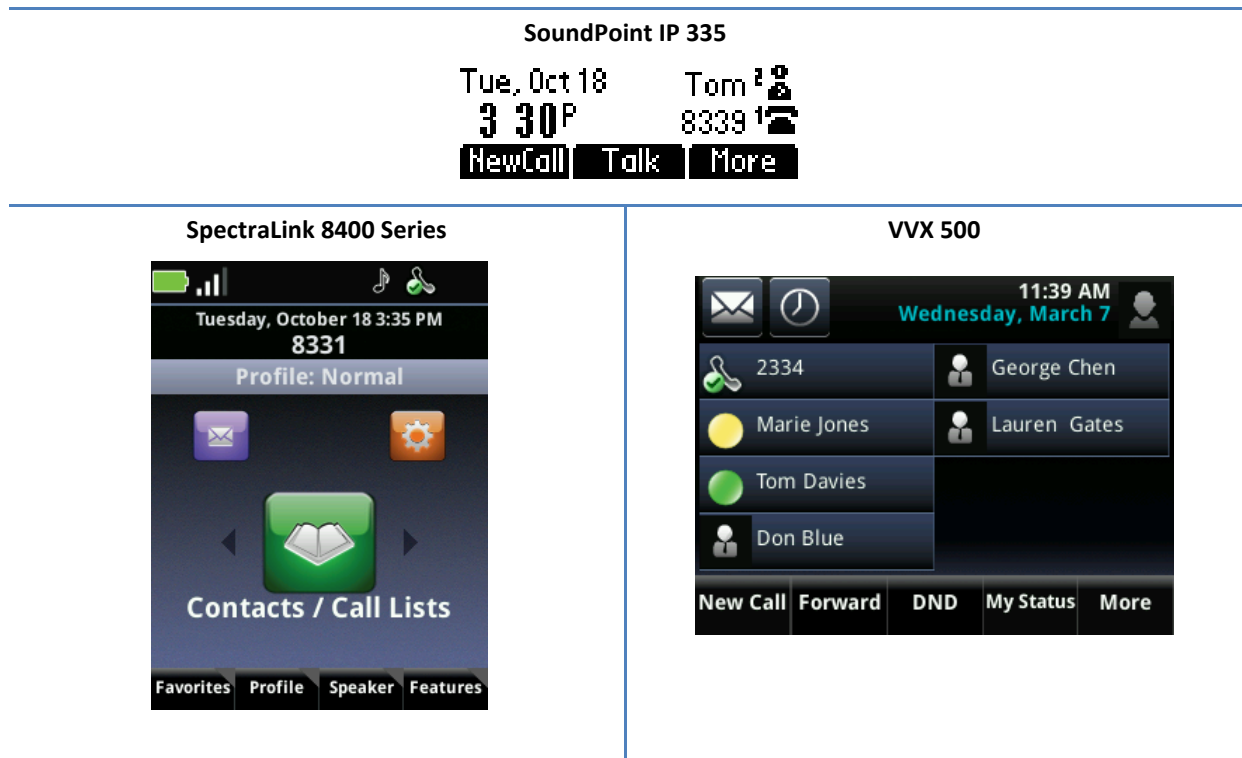 SoundPoint IP 335
Tue, Oct 18 Tom 2
3 30P 8339 1
NewCall Talk More
SpectraLink 8400 Series
Tuesday, October 18 3:35 PM
8331
Profile: Normal
Contacts / Call Lists
Favorites Profile Speaker Features
VVX 500
11:39 AM
Wednesday, March 7
2334 George Chen
Marie Jones Lauren Gates
Tom Davies
Don Blue
New Call Forward DND My Status More